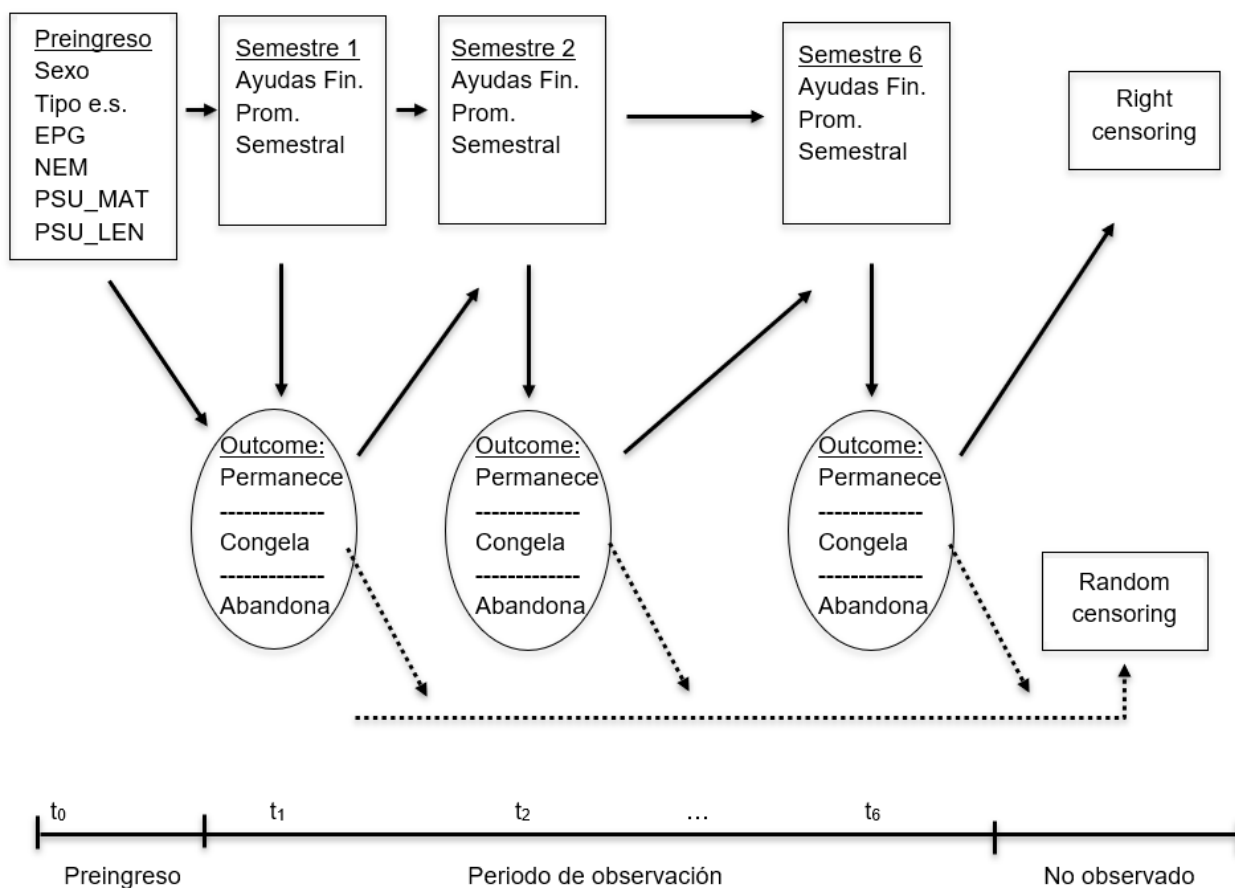 Preingreso
Sexo
Tipo e.s.
EPG
NEM
PSU_MAT
PSU_LEN
Semestre 1
Ayudas Fin.
Prom.
Semestral
Semestre 2
Ayudas Fin.
Prom.
Semestral
Semestre 6
Ayudas Fin.
Prom.
Semestral
Right
censoring
Outcome:
Permanece
-------------
Congela
-------------
Abandona
Outcome:
Permanece
-------------
Congela
-------------
Abandona
Outcome:
Permanece
-------------
Congela
-------------
Abandona
Random
censoring
t₀ t₁ t₂ ... t₆
Preingreso Periodo de observación No observado